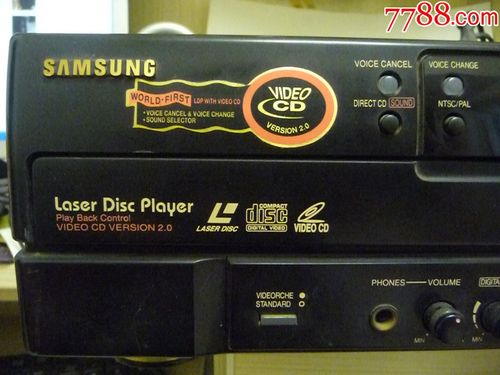 7788.com
SAMSUNG
WORLD-FIRST LDP WITH VIDEO CD
• VOICE CANCEL & VOICE CHANGE
• SOUND SELECTOR
VIDEO
CD
VERSION 2.0
VOICE CANCEL
VOICE CHANGE
DIRECT CD SOUND
NTSC/PAL
Laser Disc Player
Play Back Control
VIDEO CD VERSION 2.0
LASER DISC
COMPACT
disc
DIGITAL VIDEO
VIDEO CD
VIDEORCHE
STANDARD
PHONES
VOLUME
DIGITAL
MIN
MIN